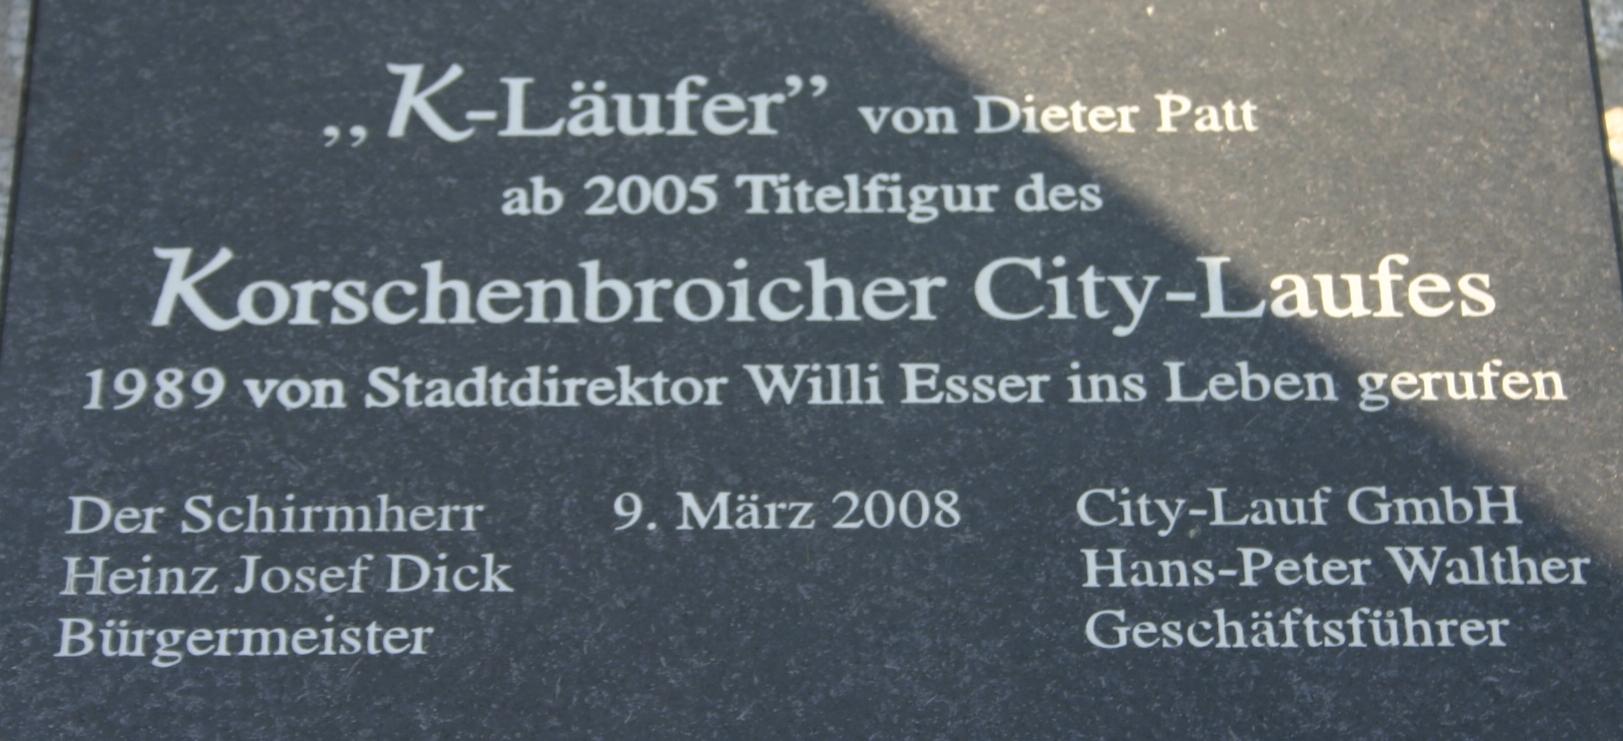 „K-Läufer” von Dieter Patt
ab 2005 Titelfigur des
Korschenbroicher City-Laufes
1989 von Stadtdirektor Willi Esser ins Leben gerufen
Der Schirmherr 9. März 2008 City-Lauf GmbH
Heinz Josef Dick Hans-Peter Walther
Bürgermeister Geschäftsführer